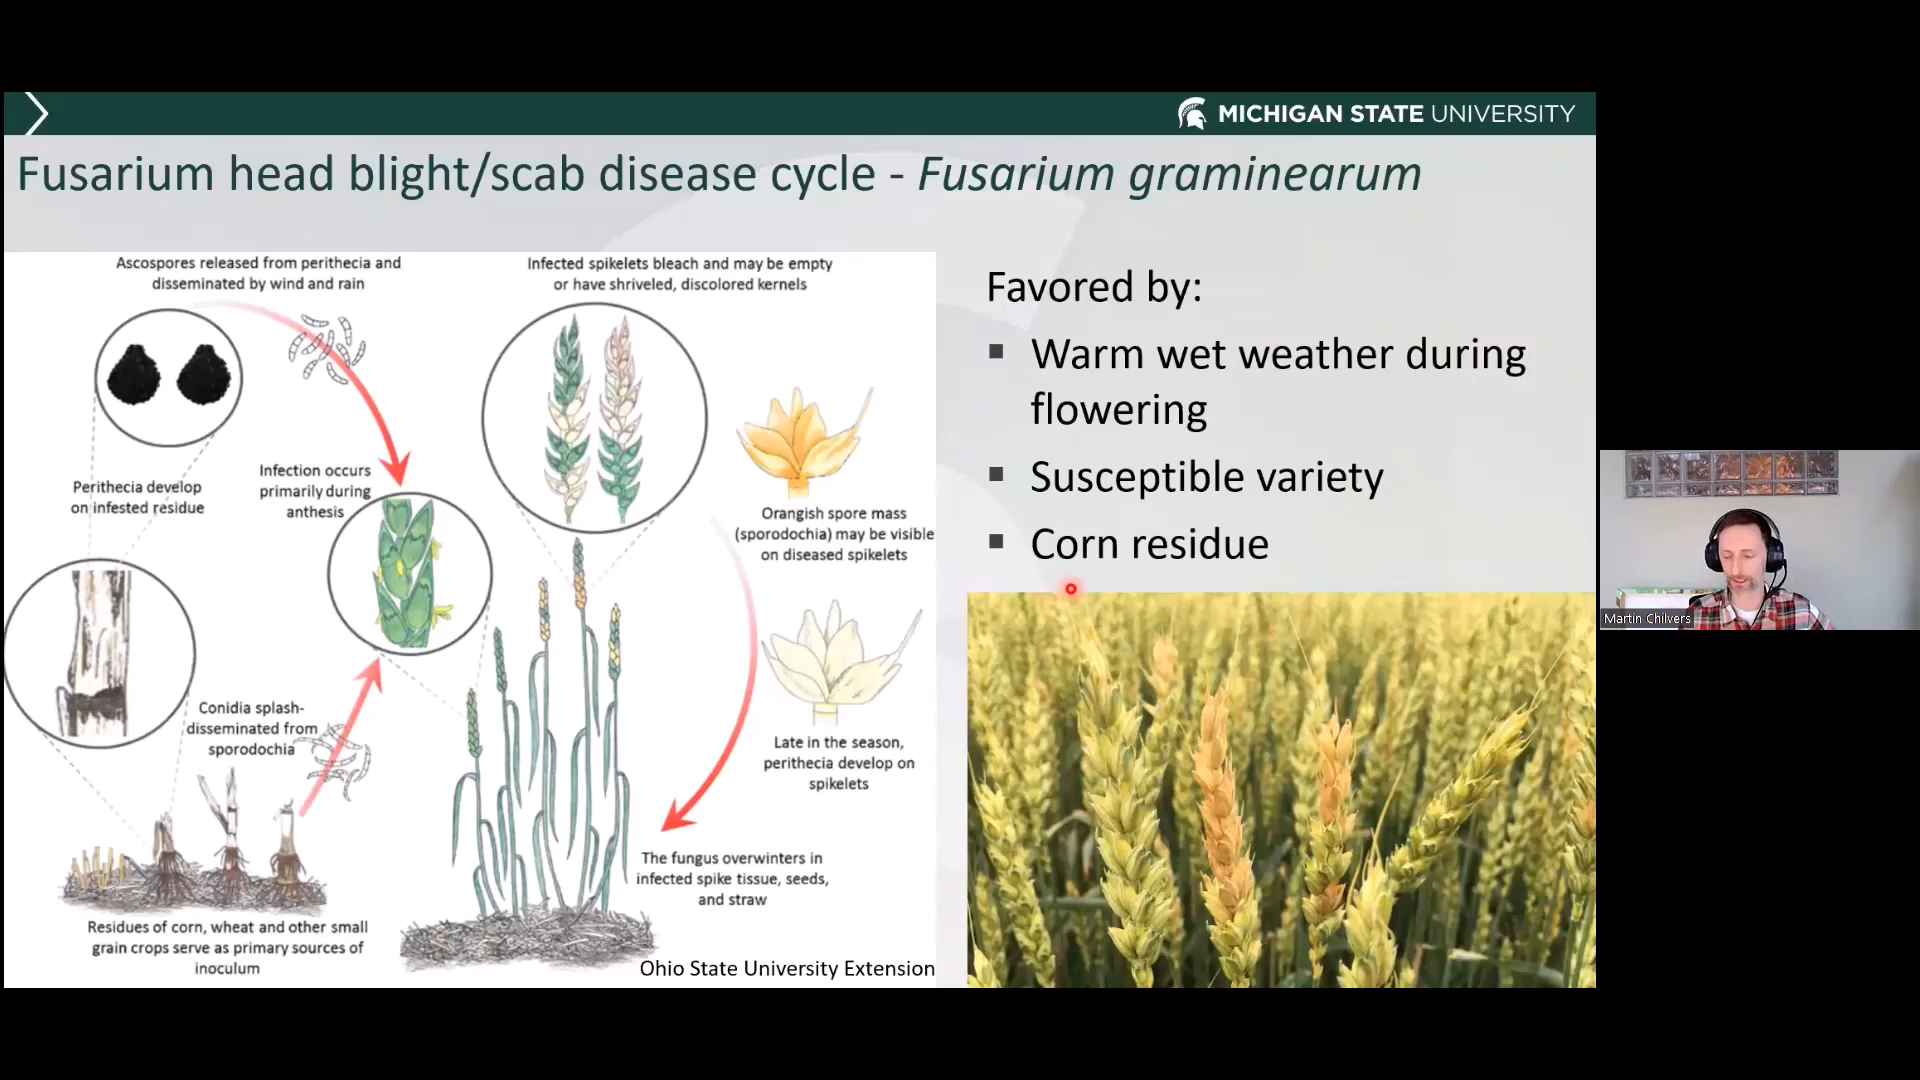 MICHIGAN STATE UNIVERSITY
Fusarium head blight/scab disease cycle - Fusarium graminearum
Ascospores released from perithecia and
disseminated by wind and rain
Infected spikelets bleach and may be empty
or have shriveled, discolored kernels
Perithecia develop
on infested residue
Infection occurs
primarily during
anthesis
Orangish spore mass
(sporodochia) may be visible
on diseased spikelets
Conidia splash-
disseminated from
sporodochia
Late in the season,
perithecia develop on
spikelets
The fungus overwinters in
infected spike tissue, seeds,
and straw
Residues of corn, wheat and other small
grain crops serve as primary sources of
inoculum
Ohio State University Extension
Favored by:
▪ Warm wet weather during
flowering
▪ Susceptible variety
▪ Corn residue
Martin Chilvers